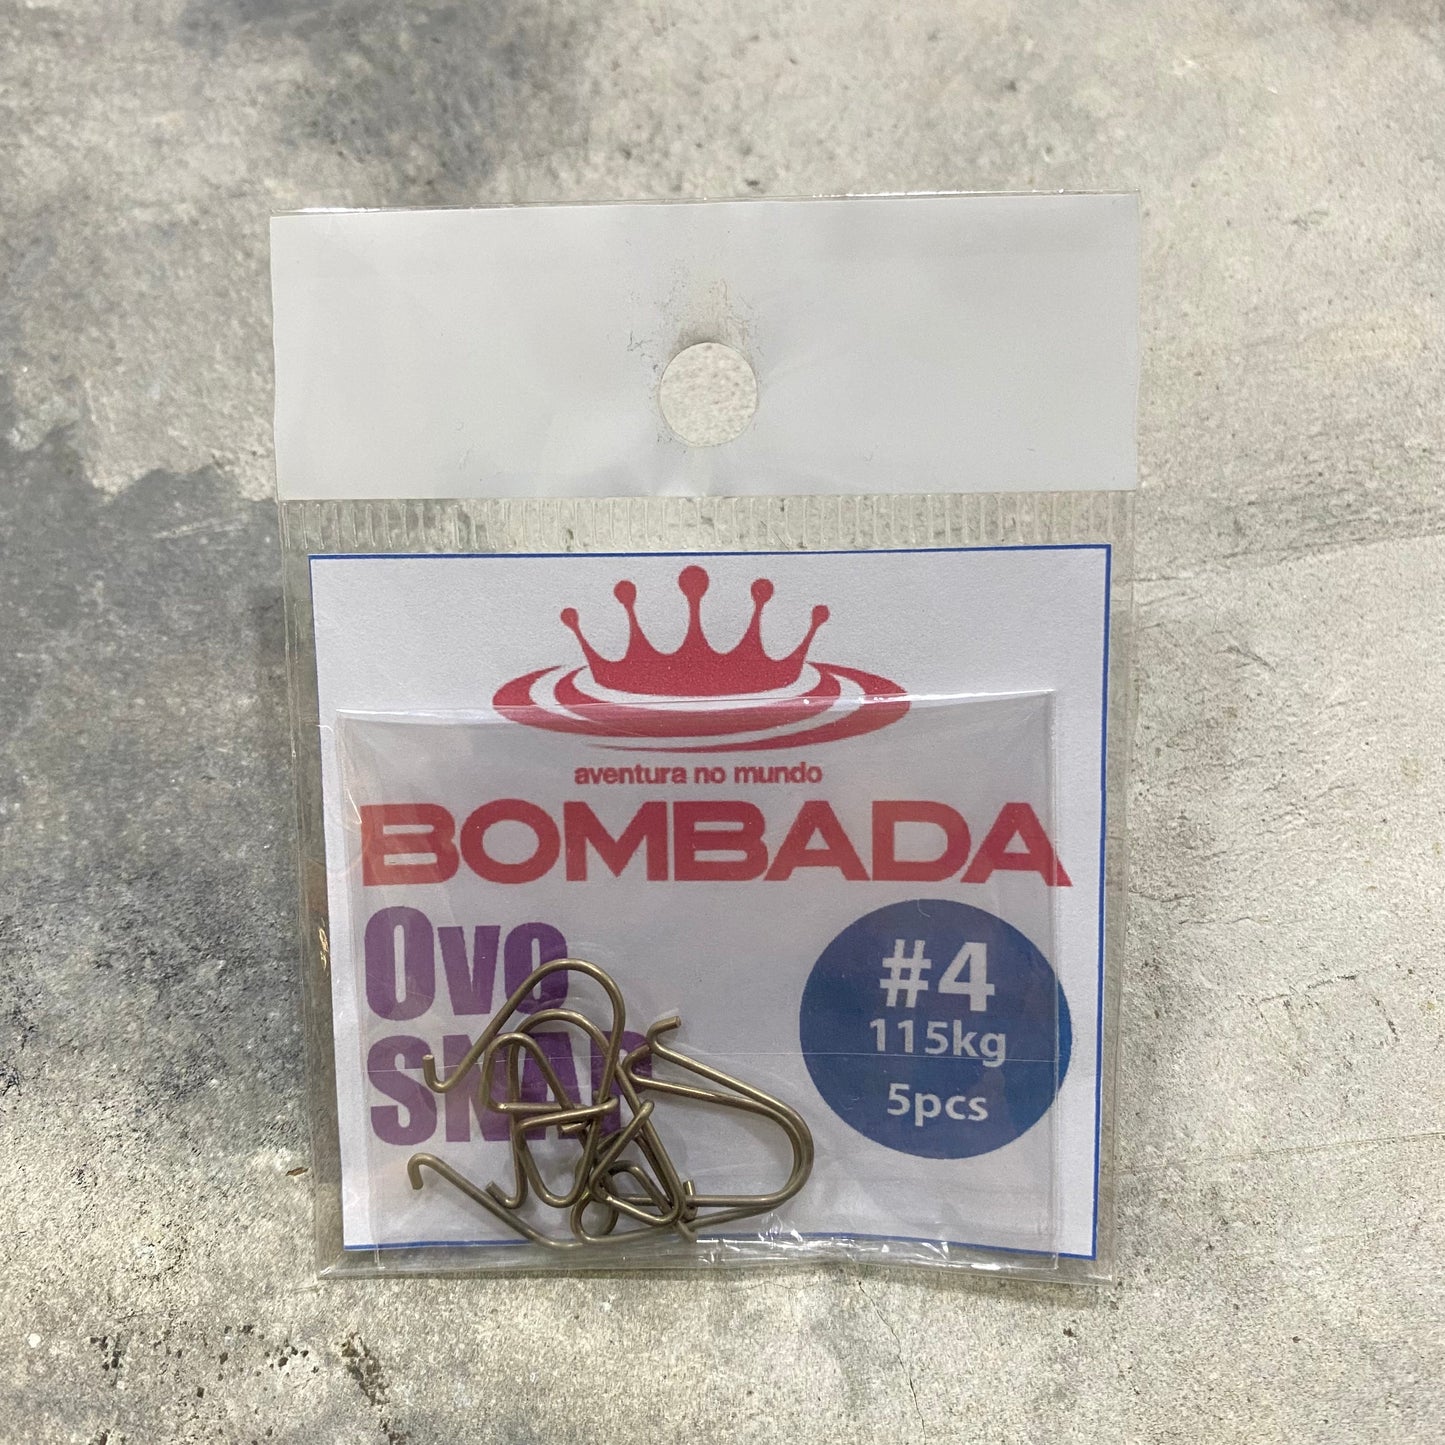 aventura no mundo
BOMBADA
Ovo
SNAP
#4
115kg
5pcs